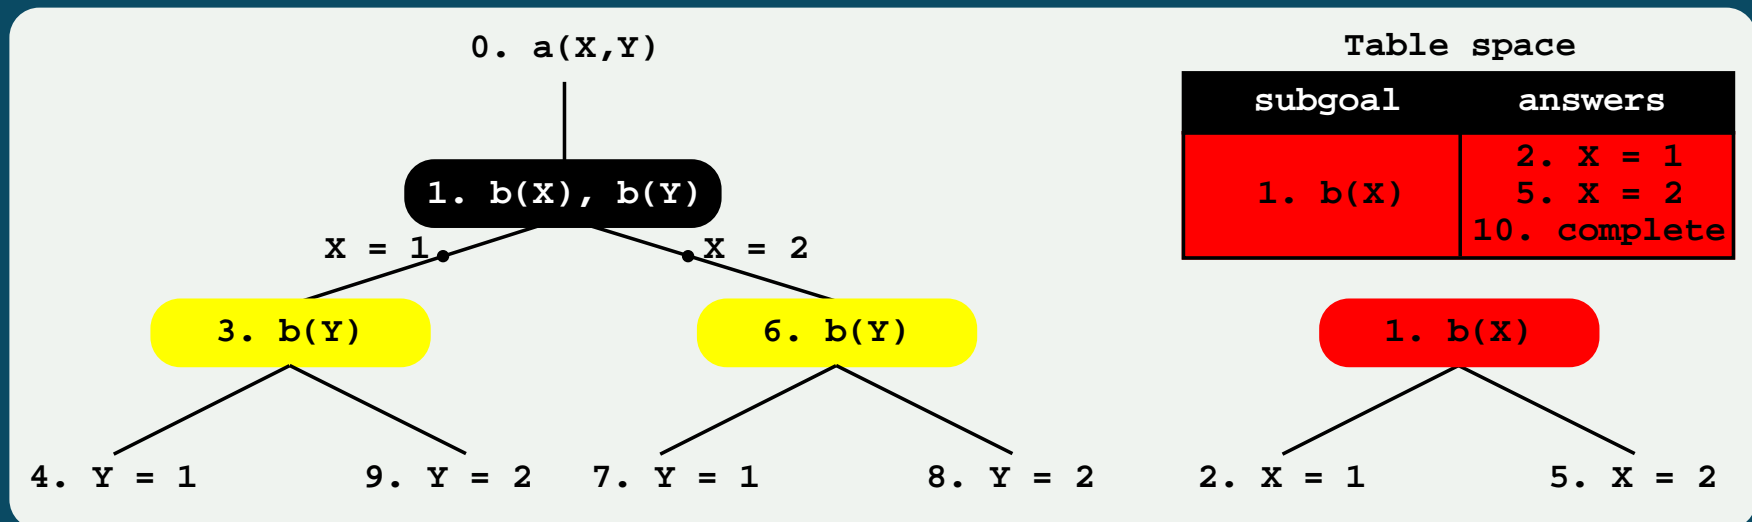 0. a(X,Y)
1. b(X), b(Y)
X = 1
X = 2
3. b(Y)
6. b(Y)
4. Y = 1
9. Y = 2
7. Y = 1
8. Y = 2
Table space
subgoal answers
1. b(X)
2. X = 1
5. X = 2
10. complete
1. b(X)
2. X = 1
5. X = 2